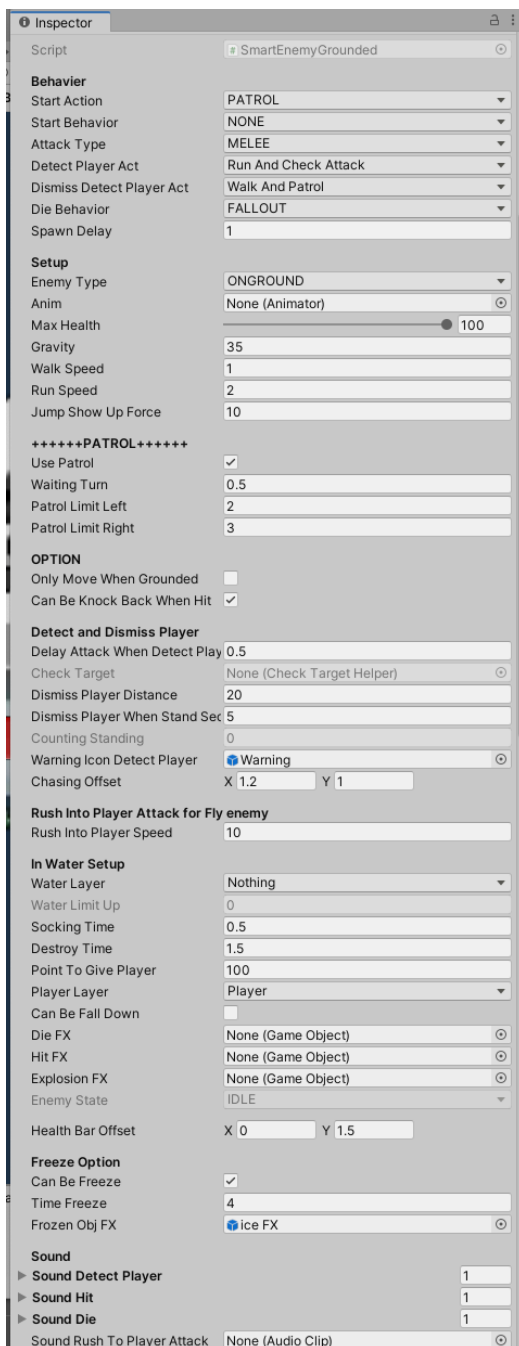 Inspector
Script # SmartEnemyGrounded
Behavier
Start Action PATROL
Start Behavior NONE
Attack Type MELEE
Detect Player Act Run And Check Attack
Dismiss Detect Player Act Walk And Patrol
Die Behavior FALLOUT
Spawn Delay 1
Setup
Enemy Type ONGROUND
Anim None (Animator)
Max Health 100
Gravity 35
Walk Speed 1
Run Speed 2
Jump Show Up Force 10
++++++PATROL++++++
Use Patrol
Waiting Turn 0.5
Patrol Limit Left 2
Patrol Limit Right 3
OPTION
Only Move When Grounded
Can Be Knock Back When Hit
Detect and Dismiss Player
Delay Attack When Detect Play 0.5
Check Target None (Check Target Helper)
Dismiss Player Distance 20
Dismiss Player When Stand Sec 5
Counting Standing 0
Warning Icon Detect Player Warning
Chasing Offset X 1.2 Y 1
Rush Into Player Attack for Fly enemy
Rush Into Player Speed 10
In Water Setup
Water Layer Nothing
Water Limit Up 0
Socking Time 0.5
Destroy Time 1.5
Point To Give Player 100
Player Layer Player
Can Be Fall Down
Die FX None (Game Object)
Hit FX None (Game Object)
Explosion FX None (Game Object)
Enemy State IDLE
Health Bar Offset X 0 Y 1.5
Freeze Option
Can Be Freeze
Time Freeze 4
Frozen Obj FX ice FX
Sound
Sound Detect Player 1
Sound Hit 1
Sound Die 1
Sound Rush To Player Attack None (Audio Clip)